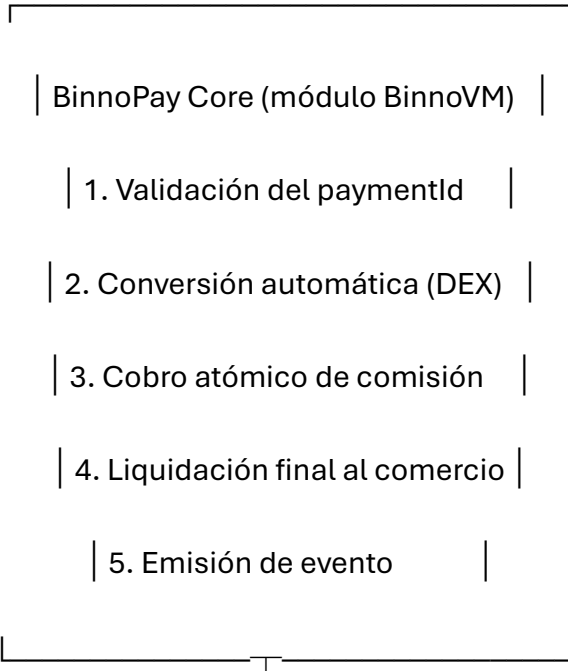 BinnoPay Core (módulo BinnoVM)
1. Validación del paymentId
2. Conversión automática (DEX)
3. Cobro atómico de comisión
4. Liquidación final al comercio
5. Emisión de evento